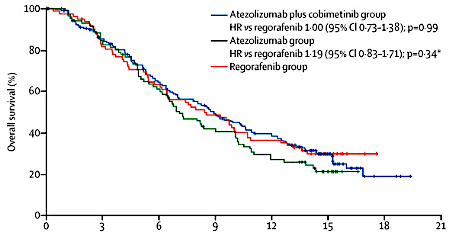 Atezolizumab plus cobimetinib group
HR vs regorafenib 1·00 (95% CI 0·73–1·38); p=0·99
Atezolizumab group
HR vs regorafenib 1·19 (95% CI 0·83–1·71); p=0·34*
Regorafenib group
Overall survival (%)
100
80
60
40
20
0
0 3 6 9 12 15 18 21